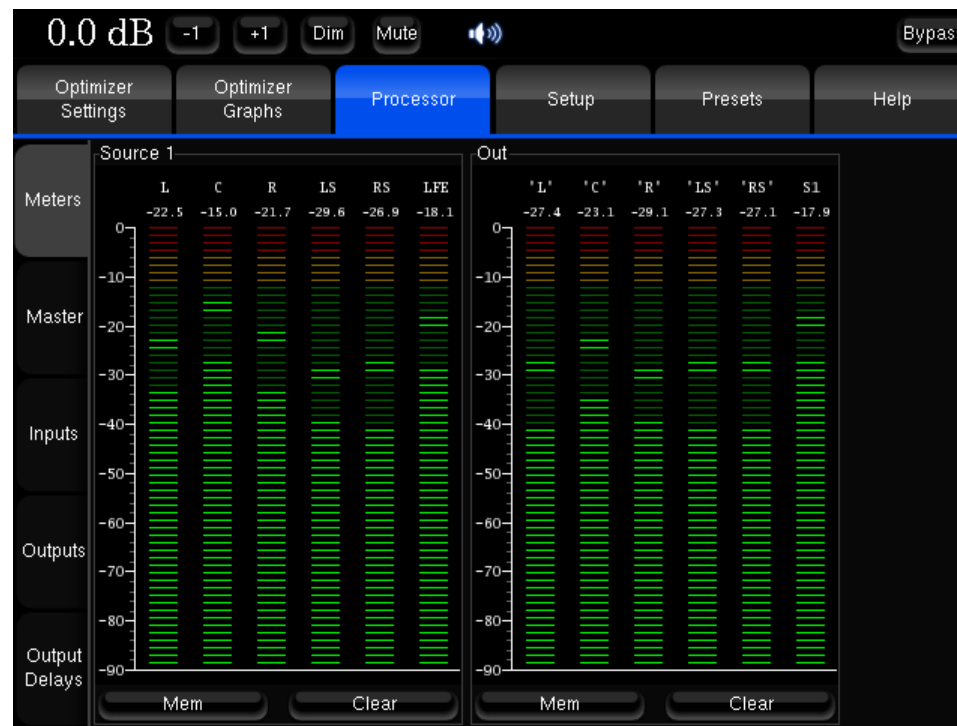 0.0 dB -1 +1 Dim Mute Bypas
Optimizer Settings
Optimizer Graphs
Processor
Setup
Presets
Help
Meters
Master
Inputs
Outputs
Output Delays
Source 1
L C R LS RS LFE
-22.5 -15.0 -21.7 -29.6 -26.9 -18.1
0
-10
-20
-30
-40
-50
-60
-70
-80
-90
Mem Clear
Out
'L' 'C' 'R' 'LS' 'RS' S1
-27.4 -23.1 -29.1 -27.3 -27.1 -17.9
0
-10
-20
-30
-40
-50
-60
-70
-80
-90
Mem Clear